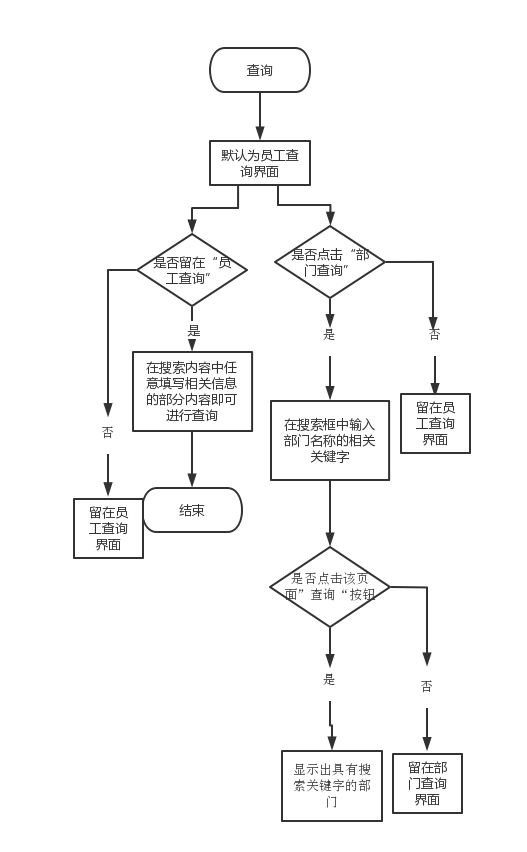 查询
默认为员工查
询界面
是否留在“员
工查询”
是否点击“部
门查询”
是
是
否
在搜索内容中任
意填写相关信息
的部分内容即可
进行查询
在搜索框中输入
部门名称的相关
关键字
留在员
工查询
界面
否
留在员
工查询
界面
结束
是否点击该页
面”查询“按钮
是
否
显示出具有搜
索关键字的部
门
留在部
门查询
界面